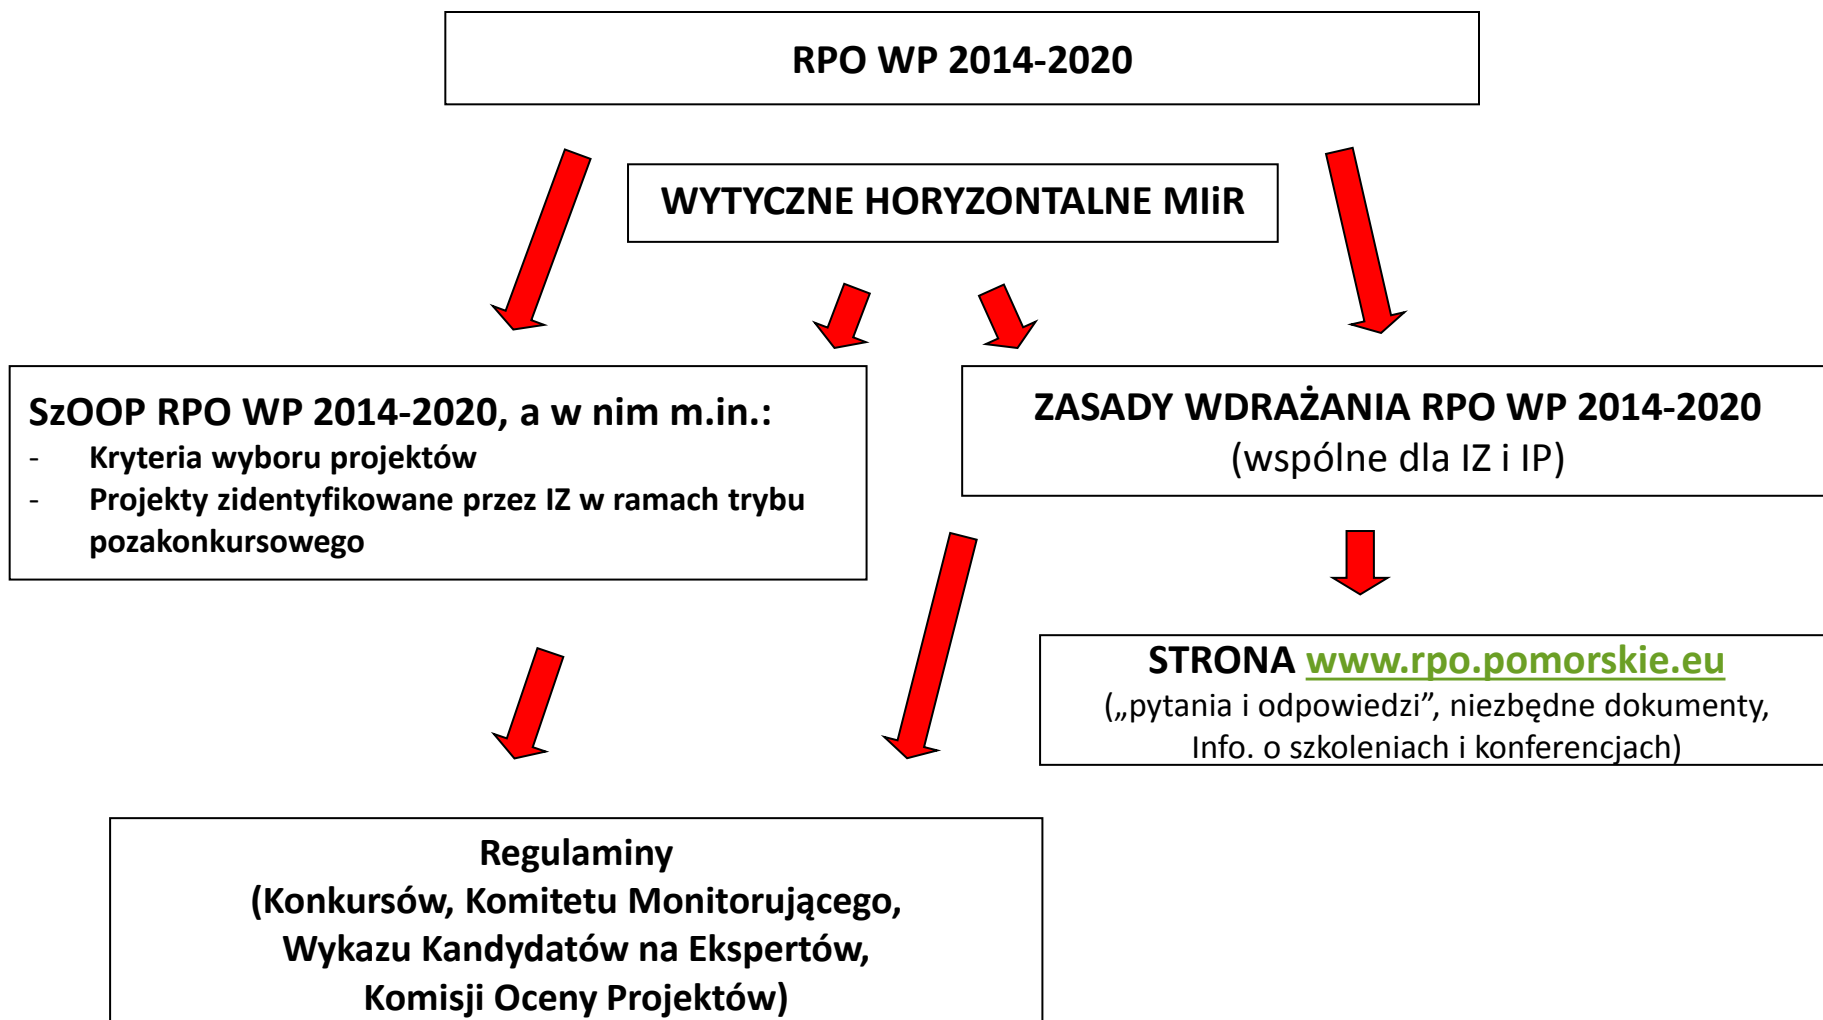 RPO WP 2014-2020
WYTYCZNE HORYZONTALNE MIiR
SzOOP RPO WP 2014-2020, a w nim m.in.:
- Kryteria wyboru projektów
- Projekty zidentyfikowane przez IZ w ramach trybu
pozakonkursowego
ZASADY WDRAŻANIA RPO WP 2014-2020
(wspólne dla IZ i IP)
STRONA www.rpo.pomorskie.eu
(„pytania i odpowiedzi”, niezbędne dokumenty,
Info. o szkoleniach i konferencjach)
Regulaminy
(Konkursów, Komitetu Monitorującego,
Wykazu Kandydatów na Ekspertów,
Komisji Oceny Projektów)